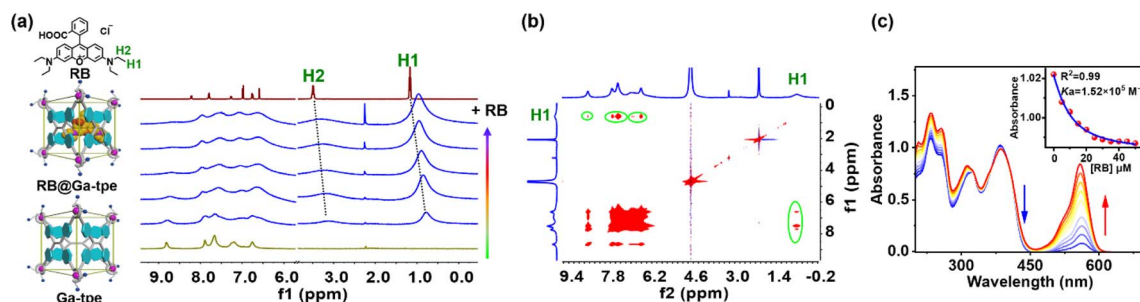 (a)
Cl⁻
HOOC
H2
H1
N
O⁺
N
RB
RB@Ga-tpe
Ga-tpe
H2
H1
+ RB
9.0 8.0 7.0 6.0 4.0 3.0 2.0 1.0 0.0
f1 (ppm)
(b)
H1
H1
0
2
4
6
8
f1 (ppm)
9.4 7.8 6.2 4.6 3.0 1.4 -0.2
f2 (ppm)
(c)
Absorbance
1.5
1.0
0.5
0.0
300 450 600
Wavelength (nm)
Absorbance
1.02
1.00
R²=0.99
Ka=1.52×10⁵ M⁻
0 20 40
[RB] μM